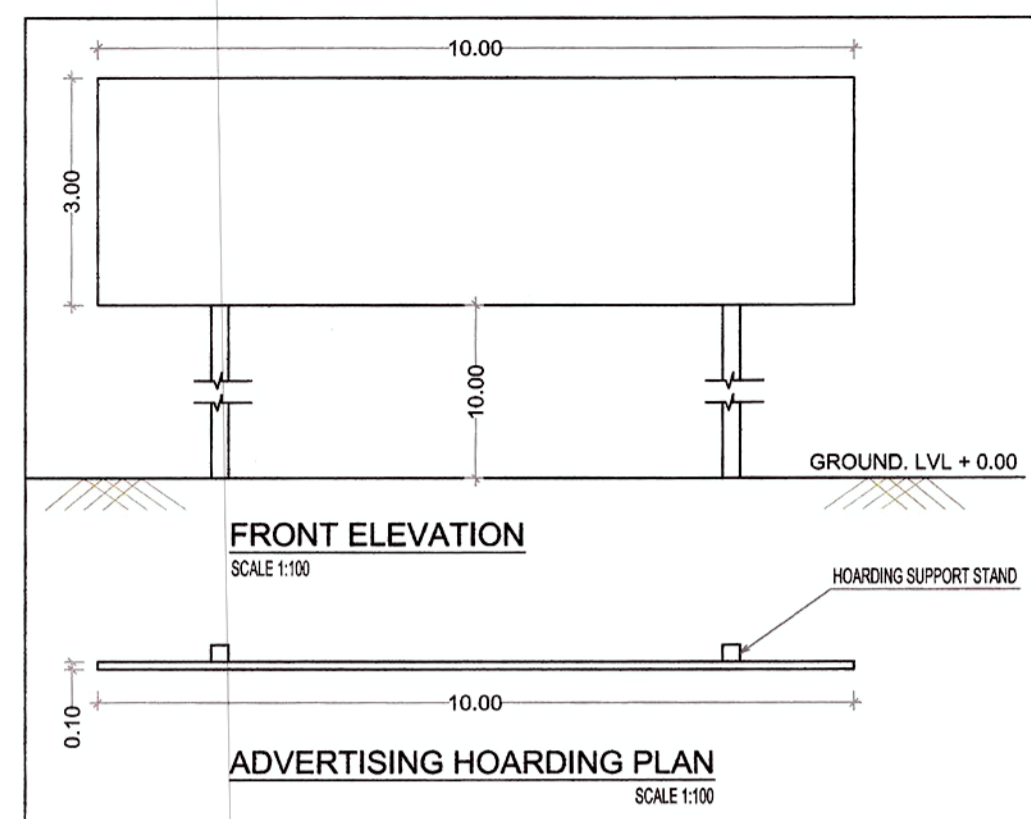 10.00
3.00
10.00
GROUND. LVL + 0.00
FRONT ELEVATION
SCALE 1:100
HOARDING SUPPORT STAND
0.10
10.00
ADVERTISING HOARDING PLAN
SCALE 1:100